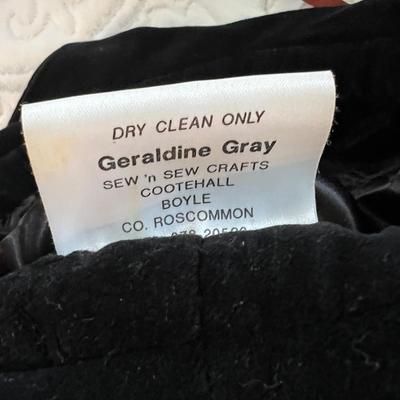 DRY CLEAN ONLY
Geraldine Gray
SEW 'n SEW CRAFTS
COOTEHALL
BOYLE
CO. ROSCOMMON